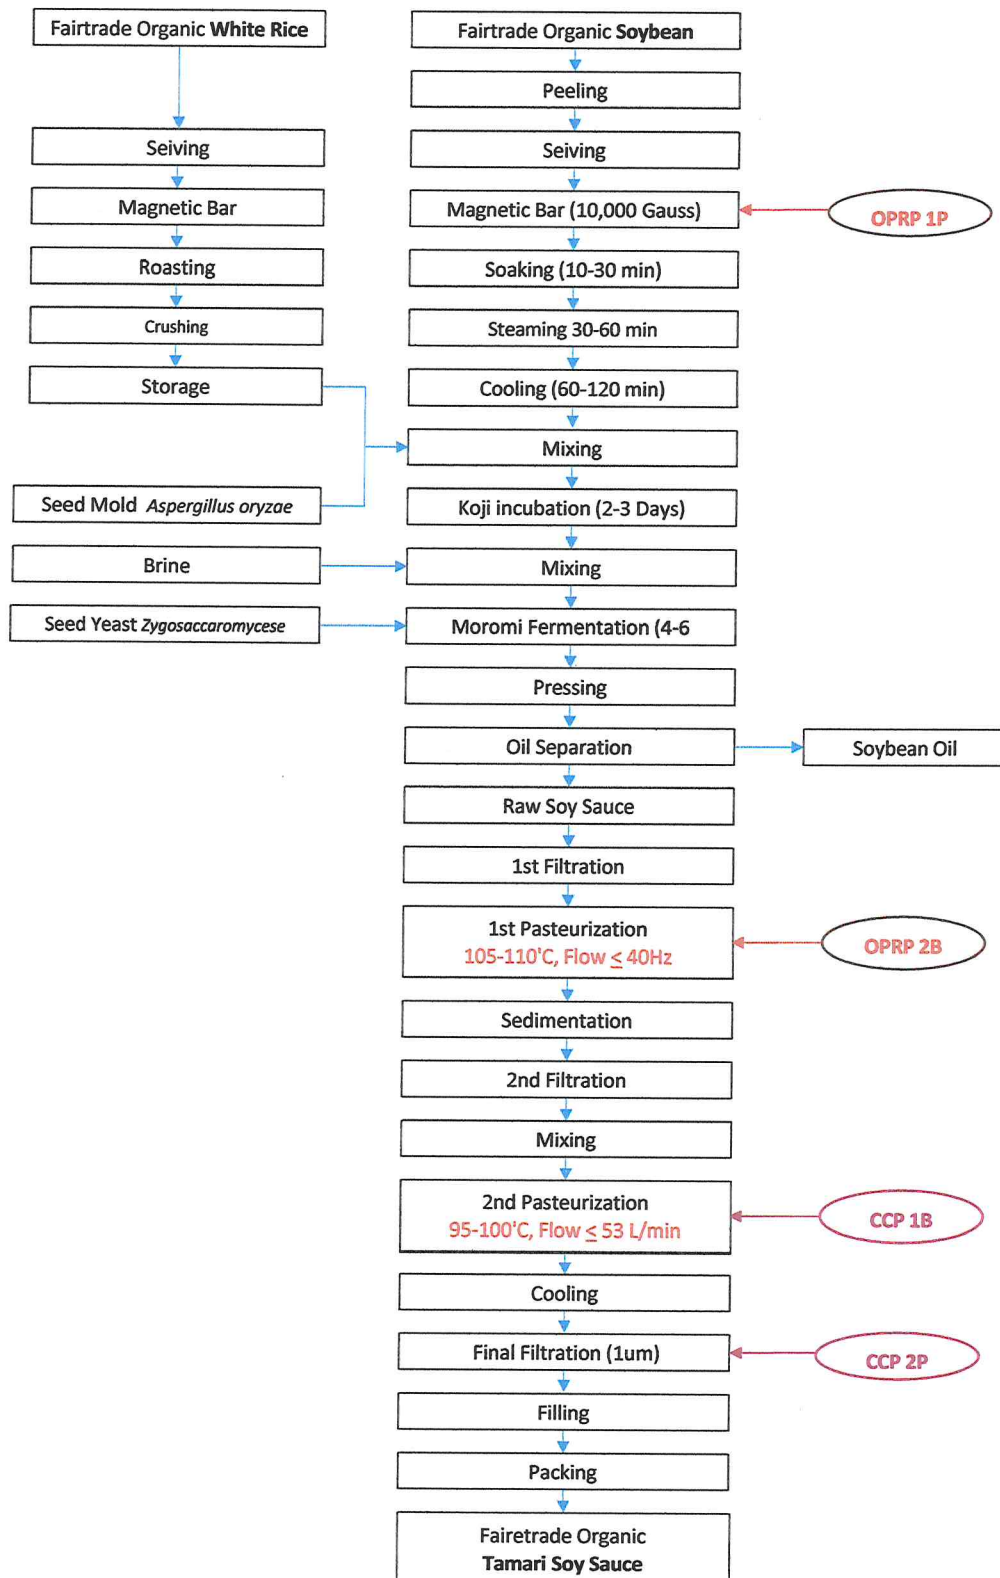 Fairtrade Organic White Rice
Fairtrade Organic Soybean
Peeling
Seiving
Seiving
Magnetic Bar
Magnetic Bar (10,000 Gauss)
OPRP 1P
Roasting
Soaking (10-30 min)
Crushing
Steaming 30-60 min
Storage
Cooling (60-120 min)
Mixing
Seed Mold Aspergillus oryzae
Koji incubation (2-3 Days)
Brine
Mixing
Seed Yeast Zygosaccaromycese
Moromi Fermentation (4-6
Pressing
Oil Separation
Soybean Oil
Raw Soy Sauce
1st Filtration
1st Pasteurization
105-110'C, Flow ≤ 40Hz
OPRP 2B
Sedimentation
2nd Filtration
Mixing
2nd Pasteurization
95-100'C, Flow ≤ 53 L/min
CCP 1B
Cooling
Final Filtration (1um)
CCP 2P
Filling
Packing
Fairetrade Organic
Tamari Soy Sauce